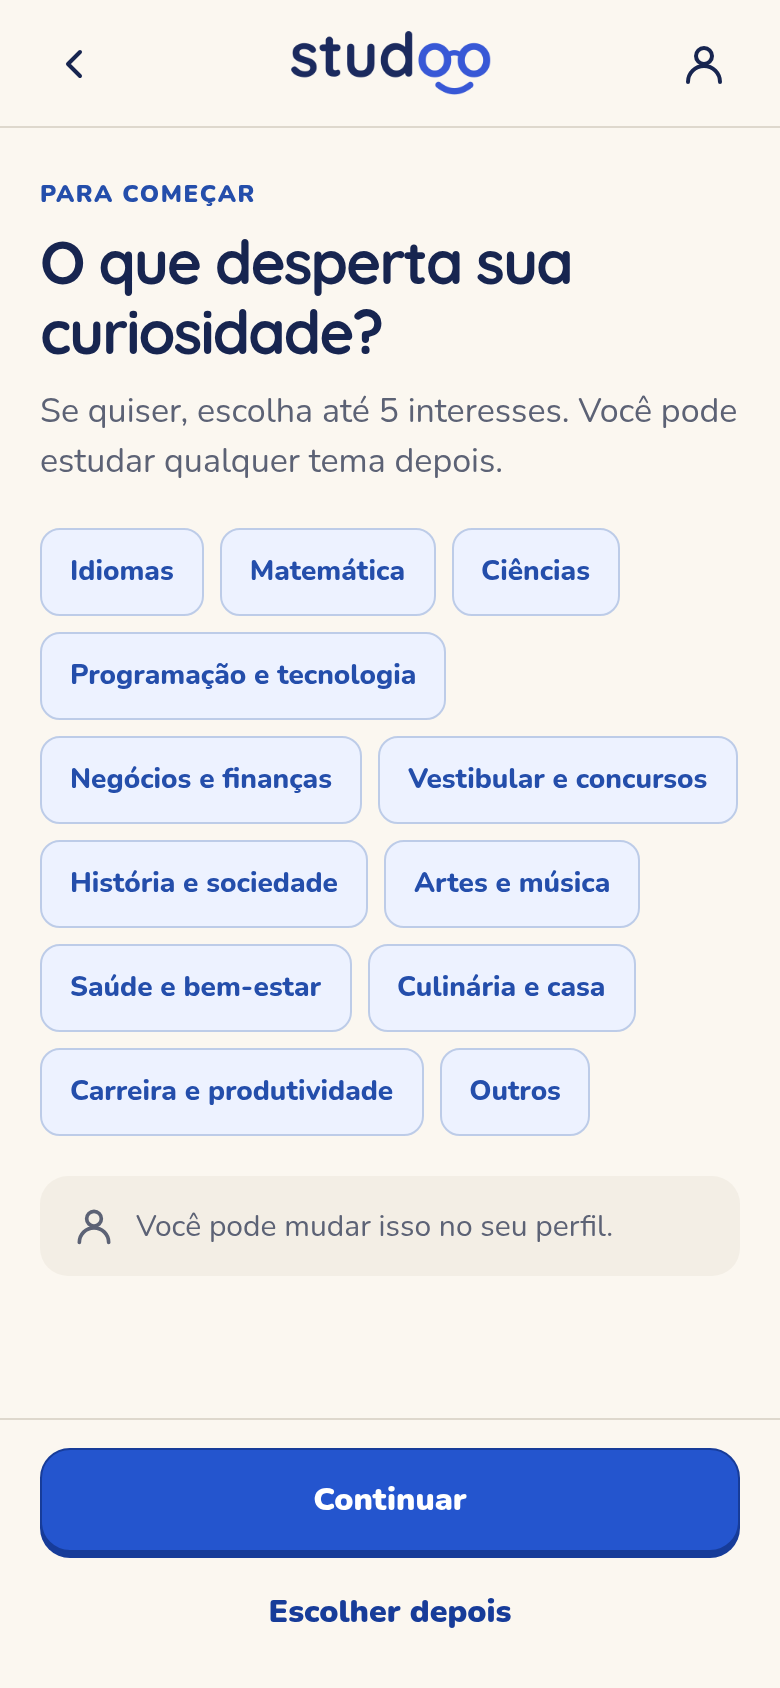 studoo
PARA COMEÇAR
O que desperta sua
curiosidade?
Se quiser, escolha até 5 interesses. Você pode
estudar qualquer tema depois.
Idiomas
Matemática
Ciências
Programação e tecnologia
Negócios e finanças
Vestibular e concursos
História e sociedade
Artes e música
Saúde e bem-estar
Culinária e casa
Carreira e produtividade
Outros
Você pode mudar isso no seu perfil.
Continuar
Escolher depois